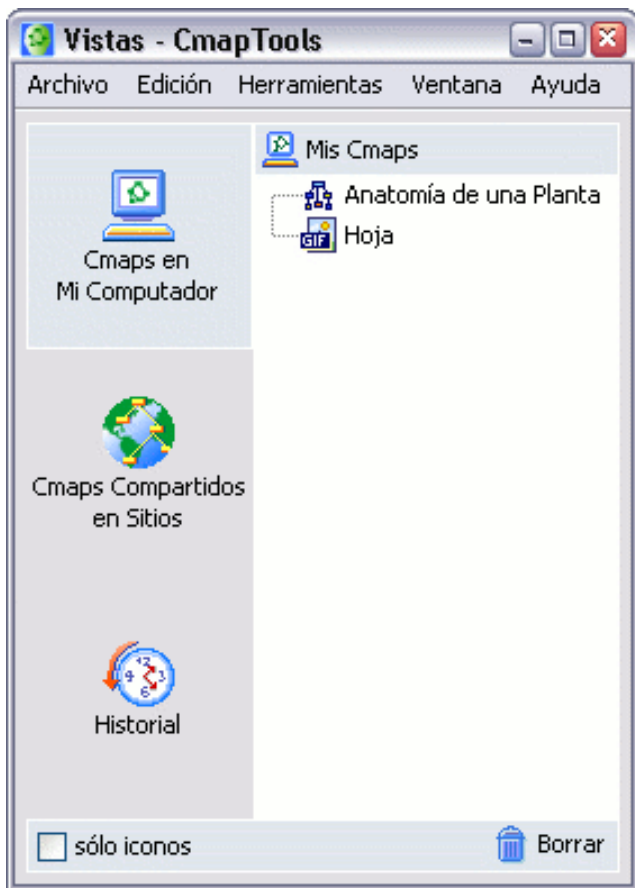 Vistas - CmapTools
Archivo Edición Herramientas Ventana Ayuda
Cmaps en
Mi Computador
Cmaps Compartidos
en Sitios
Historial
Mis Cmaps
Anatomía de una Planta
GIF Hoja
sólo iconos
Borrar